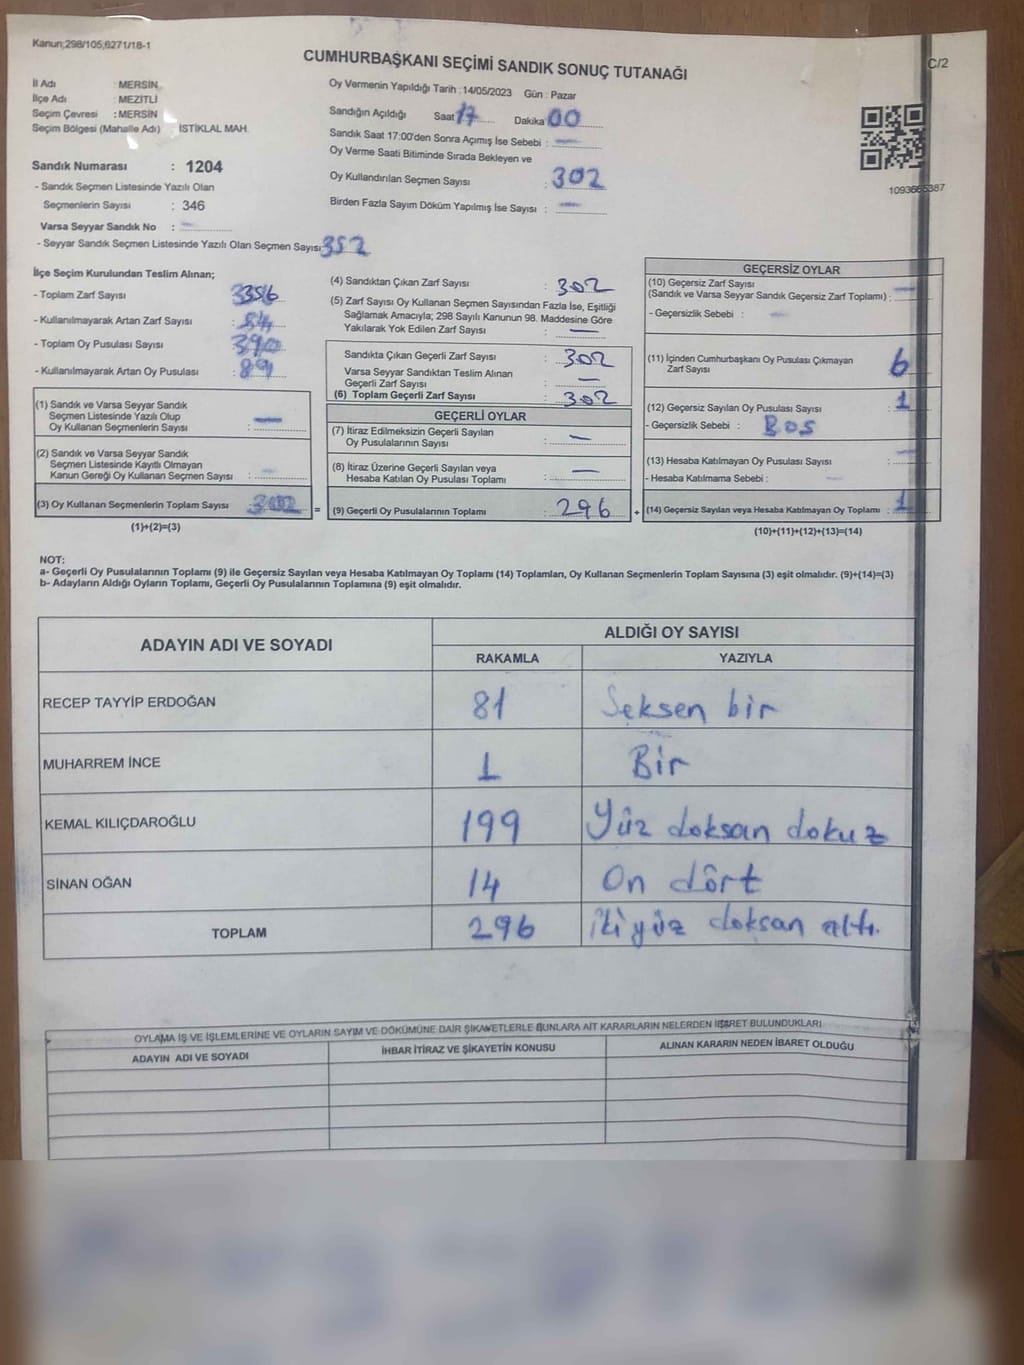 Kanun;298/105,6271/18-1
C/2
CUMHURBAŞKANI SEÇİMİ SANDIK SONUÇ TUTANAĞI
İl Adı : MERSİN
İlçe Adı : MEZİTLİ
Seçim Çevresi : MERSİN
Seçim Bölgesi (Mahalle Adı) : İSTİKLAL MAH.
Sandık Numarası : 1204
- Sandık Seçmen Listesinde Yazılı Olan
Seçmenlerin Sayısı : 346
Varsa Seyyar Sandık No : -
- Seyyar Sandık Seçmen Listesinde Yazılı Olan Seçmen Sayısı: 352
Oy Vermenin Yapıldığı Tarih : 14/05/2023 Gün : Pazar
Sandığın Açıldığı Saat 17 Dakika 00
Sandık Saat 17:00'den Sonra Açımış İse Sebebi : -
Oy Verme Saati Bitiminde Sırada Bekleyen ve
Oy Kullandırılan Seçmen Sayısı : 302
Birden Fazla Sayım Döküm Yapılmış İse Sayısı : -
1093665387
İlçe Seçim Kurulundan Teslim Alınan;
- Toplam Zarf Sayısı
- Kullanılmayarak Artan Zarf Sayısı : 54
- Toplam Oy Pusulası Sayısı : 390
- Kullanılmayarak Artan Oy Pusulası : 89
(1) Sandık ve Varsa Seyyar Sandık
Seçmen Listesinde Yazılı Olup
Oy Kullanan Seçmenlerin Sayısı : -
(2) Sandık ve Varsa Seyyar Sandık
Seçmen Listesinde Kayıtlı Olmayan
Kanun Gereği Oy Kullanan Seçmen Sayısı : -
(3) Oy Kullanan Seçmenlerin Toplam Sayısı : 302 =
(1)+(2)=(3)
(4) Sandıktan Çıkan Zarf Sayısı : 302
(5) Zarf Sayısı Oy Kullanan Seçmen Sayısından Fazla İse, Eşitliği
Sağlamak Amacıyla; 298 Sayılı Kanunun 98. Maddesine Göre
Yakılarak Yok Edilen Zarf Sayısı : -
Sandıkta Çıkan Geçerli Zarf Sayısı : 302
Varsa Seyyar Sandıktan Teslim Alınan
Geçerli Zarf Sayısı : -
(6) Toplam Geçerli Zarf Sayısı : 302
GEÇERLİ OYLAR
(7) İtiraz Edilmeksizin Geçerli Sayılan
Oy Pusulalarının Sayısı : -
(8) İtiraz Üzerine Geçerli Sayılan veya
Hesaba Katılan Oy Pusulası Toplamı : -
(9) Geçerli Oy Pusulalarının Toplamı : 296 +
GEÇERSİZ OYLAR
(10) Geçersiz Zarf Sayısı
(Sandık ve Varsa Seyyar Sandık Geçersiz Zarf Toplamı) : -
- Geçersizlik Sebebi : -
(11) İçinden Cumhurbaşkanı Oy Pusulası Çıkmayan
Zarf Sayısı : 6
(12) Geçersiz Sayılan Oy Pusulası Sayısı : 1
- Geçersizlik Sebebi : BOS
(13) Hesaba Katılmayan Oy Pusulası Sayısı : -
- Hesaba Katılmama Sebebi : -
(14) Geçersiz Sayılan veya Hesaba Katılmayan Oy Toplamı : 1
(10)+(11)+(12)+(13)=(14)
NOT:
a- Geçerli Oy Pusulalarının Toplamı (9) ile Geçersiz Sayılan veya Hesaba Katılmayan Oy Toplamı (14) Toplamları, Oy Kullanan Seçmenlerin Toplam Sayısına (3) eşit olmalıdır. (9)+(14)=(3)
b- Adayların Aldığı Oyların Toplamı, Geçerli Oy Pusulalarının Toplamına (9) eşit olmalıdır.
ADAYIN ADI VE SOYADI
ALDIĞI OY SAYISI
RAKAMLA YAZIYLA
RECEP TAYYİP ERDOĞAN 81 Seksen bir
MUHARREM İNCE 1 Bir
KEMAL KILIÇDAROĞLU 199 Yüz doksan dokuz
SİNAN OĞAN 14 On dört
TOPLAM 296 iki yüz doksan altı.
OYLAMA İŞ VE İŞLEMLERİNE VE OYLARIN SAYIM VE DÖKÜMÜNE DAİR ŞİKAYETLERLE BUNLARA AİT KARARLARIN NELERDEN İBARET BULUNDUKLARI
ADAYIN ADI VE SOYADI İHBAR İTİRAZ VE ŞİKAYETİN KONUSU ALINAN KARARIN NEDEN İBARET OLDUĞU